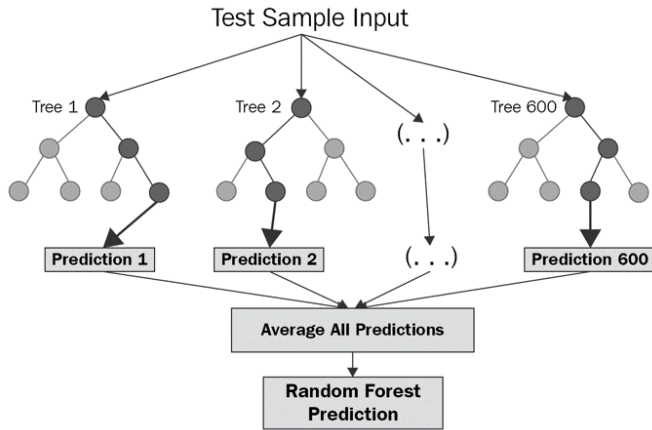 Test Sample Input
Tree 1
Tree 2
(. . .)
Tree 600
Prediction 1
Prediction 2
(. . .)
Prediction 600
Average All Predictions
Random Forest
Prediction